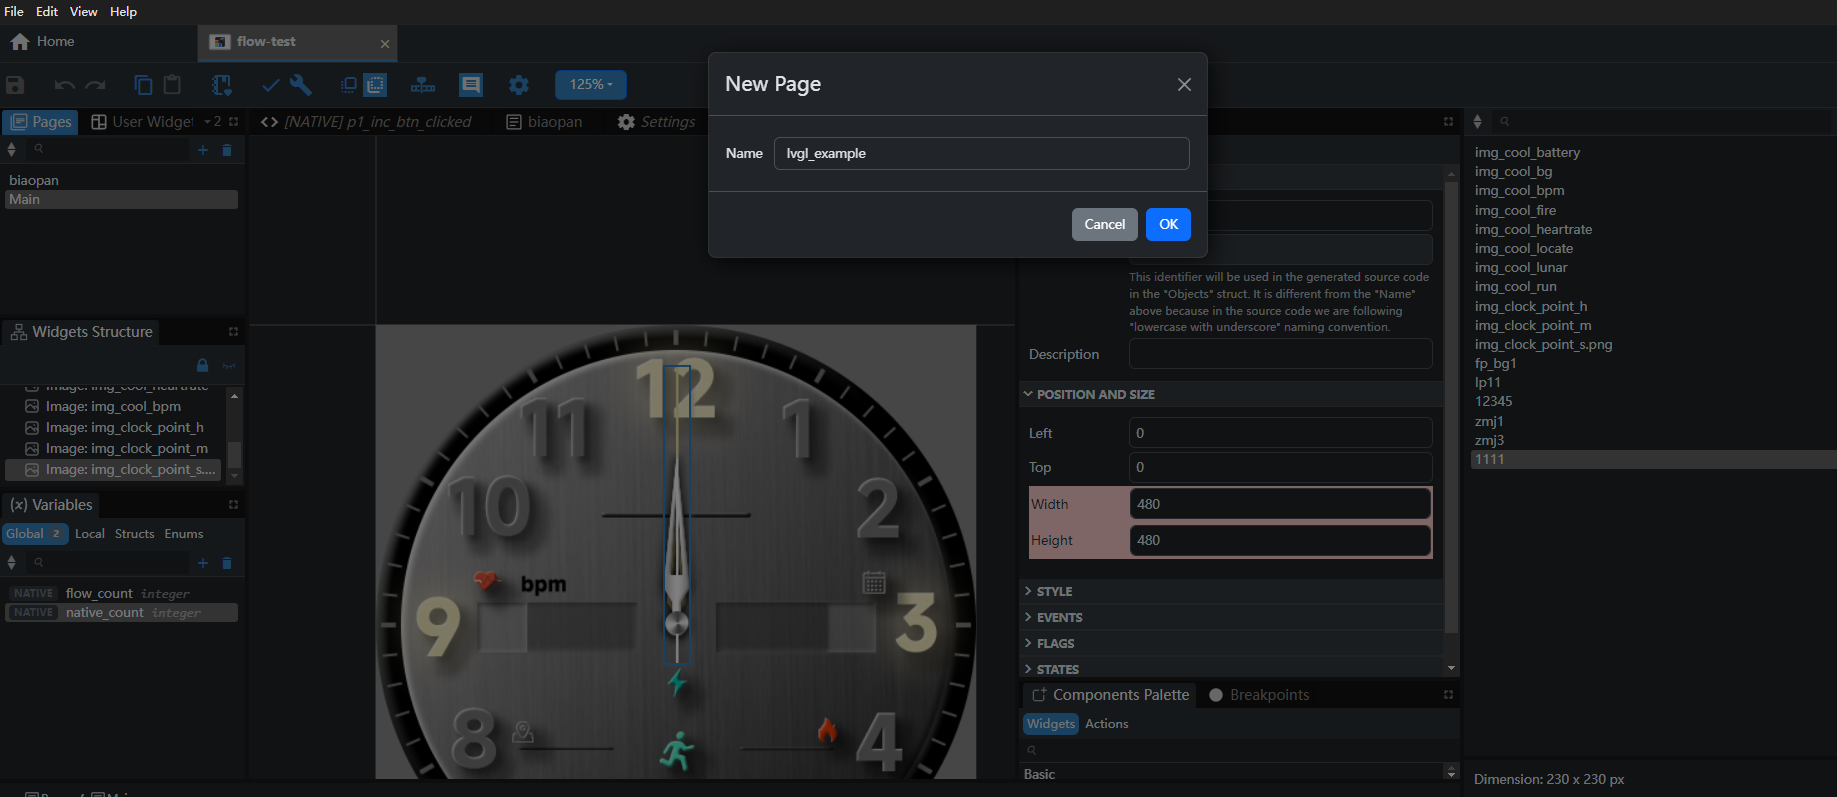 File Edit View Help
Home
flow-test
125%
New Page
Name lvgl_example
Cancel OK
Pages User Widget 2
[NATIVE] p1_inc_btn_clicked biaopan Settings
biaopan
Main
Widgets Structure
Image: img_cool_heartrate
Image: img_cool_bpm
Image: img_clock_point_h
Image: img_clock_point_m
Image: img_clock_point_s....
(x) Variables
Global 2 Local Structs Enums
NATIVE flow_count integer
NATIVE native_count integer
12
11
1
10
2
bpm
9
3
8
4
This identifier will be used in the generated source code
in the "Objects" struct. It is different from the "Name"
above because in the source code we are following
"lowercase with underscore" naming convention.
Description
POSITION AND SIZE
Left 0
Top 0
Width 480
Height 480
STYLE
EVENTS
FLAGS
STATES
Components Palette Breakpoints
Widgets Actions
Basic
img_cool_battery
img_cool_bg
img_cool_bpm
img_cool_fire
img_cool_heartrate
img_cool_locate
img_cool_lunar
img_cool_run
img_clock_point_h
img_clock_point_m
img_clock_point_s.png
fp_bg1
lp11
12345
zmj1
zmj3
1111
Dimension: 230 x 230 px